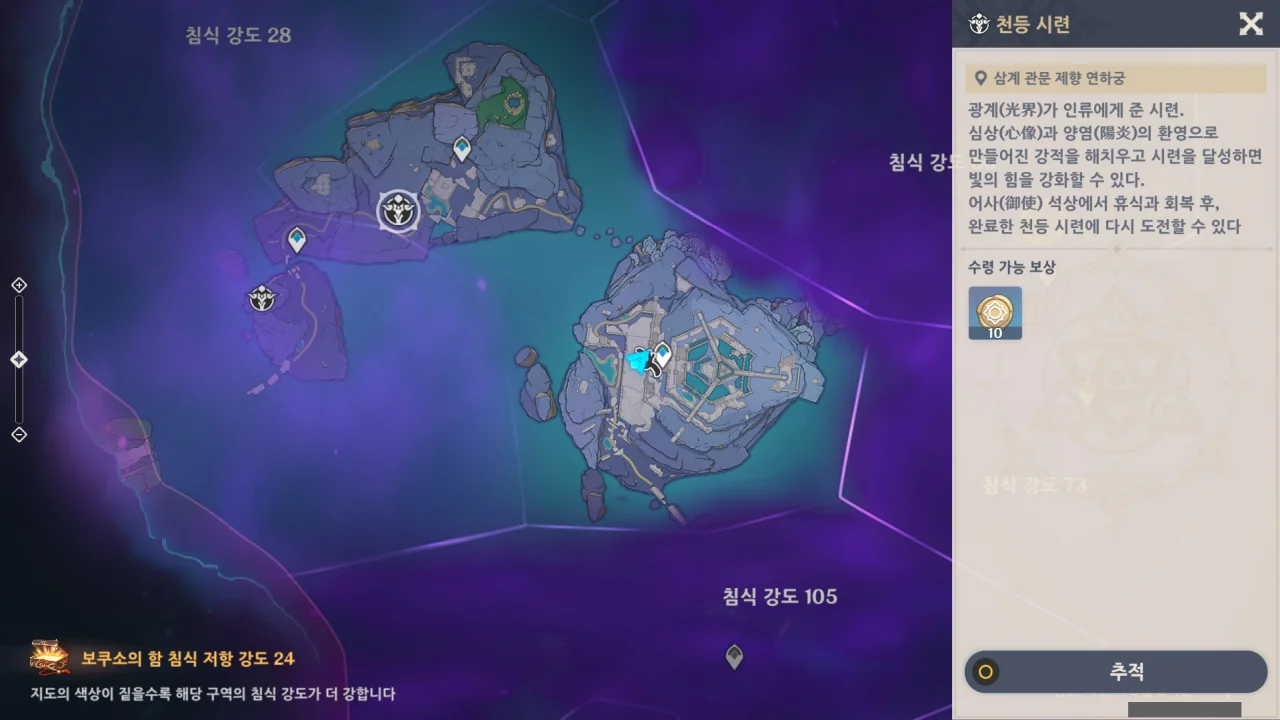 침식 강도 28
침식 강도
보쿠소의 함 침식 저항 강도 24
지도의 색상이 짙을수록 해당 구역의 침식 강도가 더 강합니다
침식 강도 105
천등 시련
삼계 관문 제향 연하궁
광계(光界)가 인류에게 준 시련.
심상(心像)과 양염(陽炎)의 환영으로
만들어진 강적을 해치우고 시련을 달성하면
빛의 힘을 강화할 수 있다.
어사(御使) 석상에서 휴식과 회복 후,
완료한 천등 시련에 다시 도전할 수 있다
수령 가능 보상
10
침식 강도 73
추적